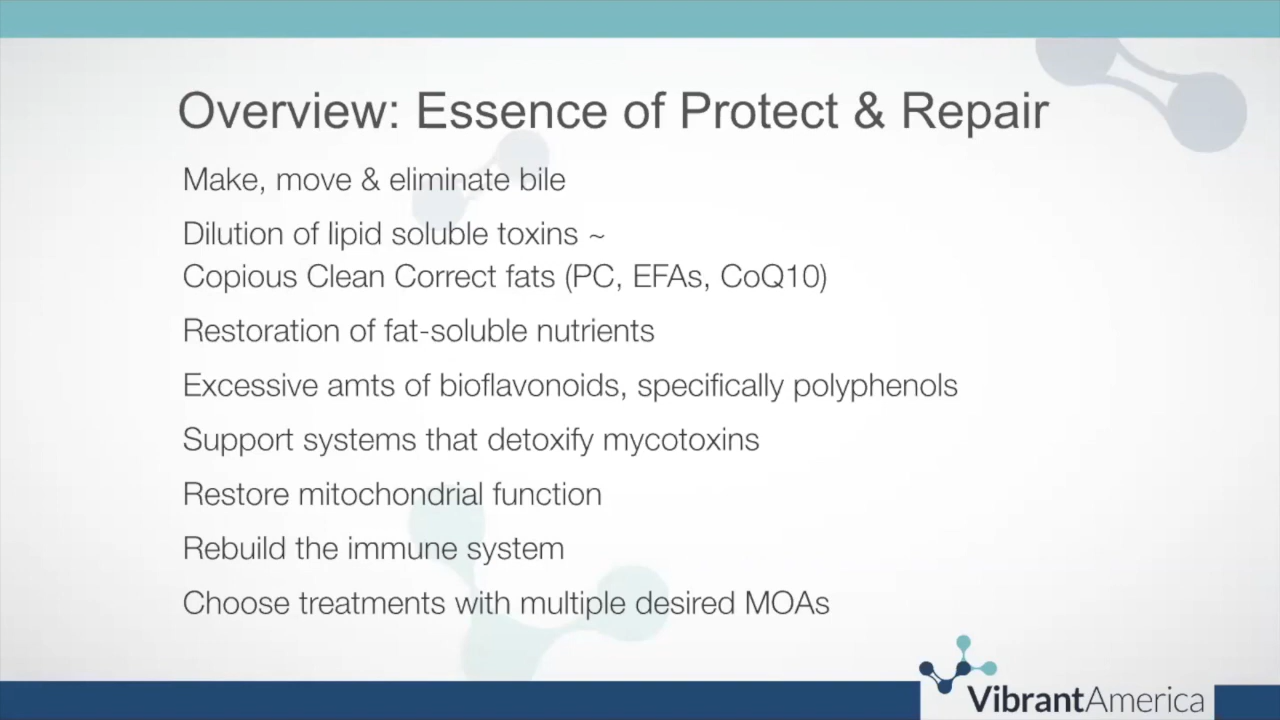 Overview: Essence of Protect & Repair
Make, move & eliminate bile
Dilution of lipid soluble toxins ~
Copious Clean Correct fats (PC, EFAs, CoQ10)
Restoration of fat-soluble nutrients
Excessive amts of bioflavonoids, specifically polyphenols
Support systems that detoxify mycotoxins
Restore mitochondrial function
Rebuild the immune system
Choose treatments with multiple desired MOAs
VibrantAmerica